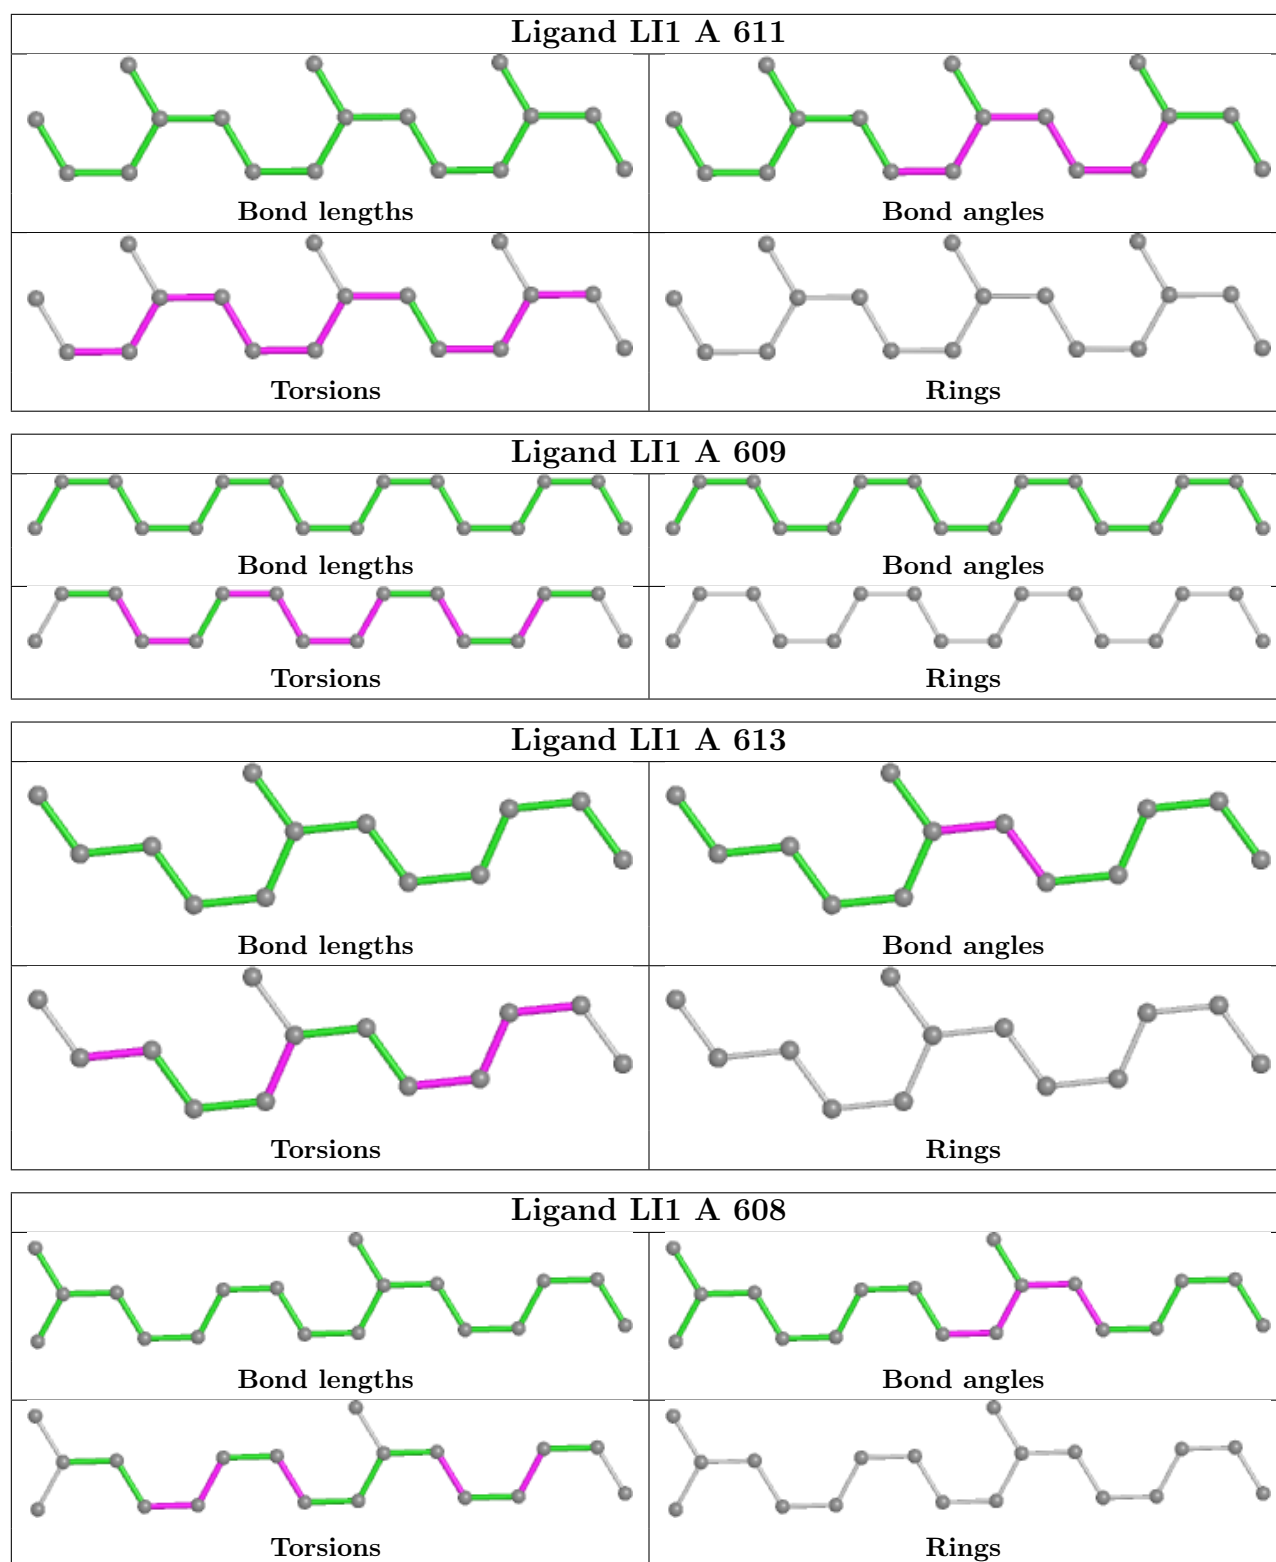 Ligand LI1 A 611
Bond lengths
Bond angles
Torsions
Rings
Ligand LI1 A 609
Bond lengths
Bond angles
Torsions
Rings
Ligand LI1 A 613
Bond lengths
Bond angles
Torsions
Rings
Ligand LI1 A 608
Bond lengths
Bond angles
Torsions
Rings